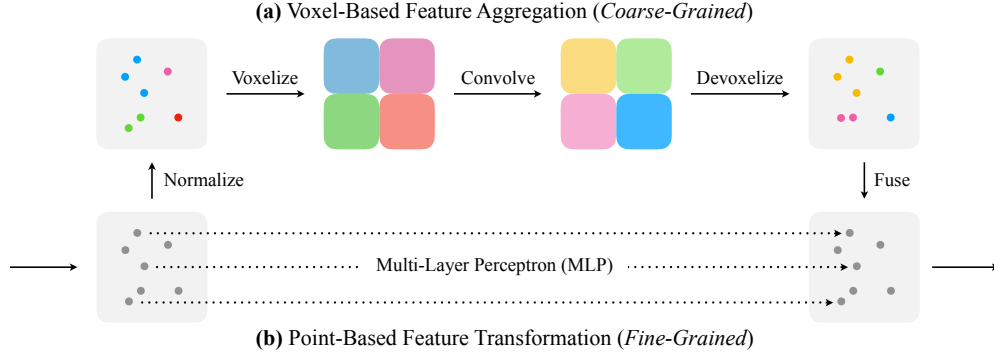 (a) Voxel-Based Feature Aggregation (Coarse-Grained)
Voxelize
Convolve
Devoxelize
Normalize
Fuse
Multi-Layer Perceptron (MLP)
(b) Point-Based Feature Transformation (Fine-Grained)